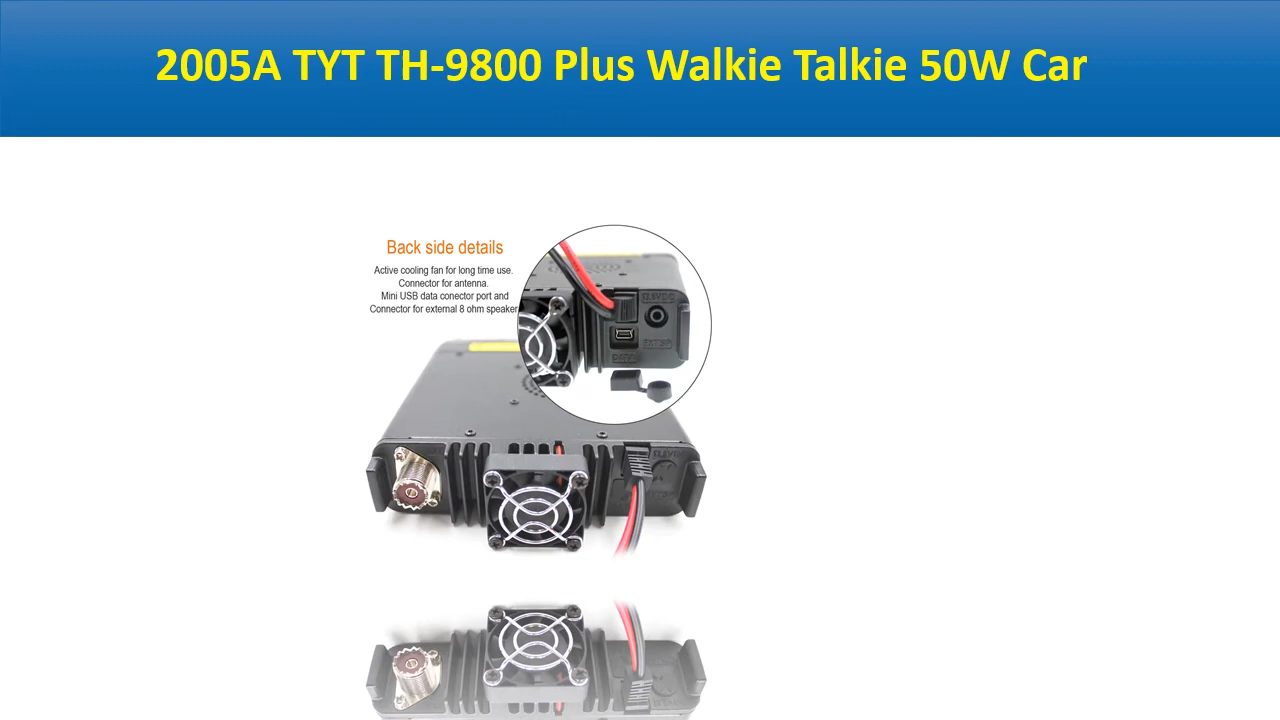 2005A TYT TH-9800 Plus Walkie Talkie 50W Car
Back side details
Active cooling fan for long time use.
Connector for antenna.
Mini USB data conector port and
Connector for external 8 ohm speaker